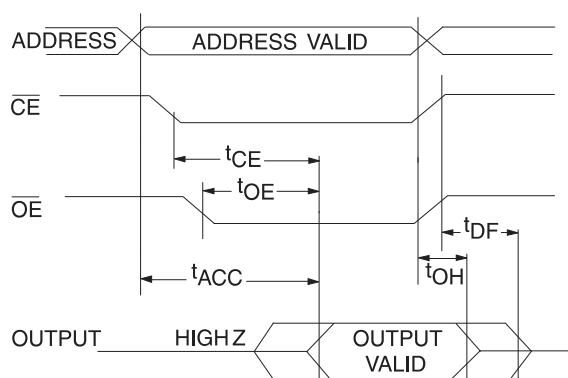 ADDRESS ADDRESS VALID
CE
tCE
tOE
OE
tDF
tACC
tOH
OUTPUT HIGH Z OUTPUT
VALID